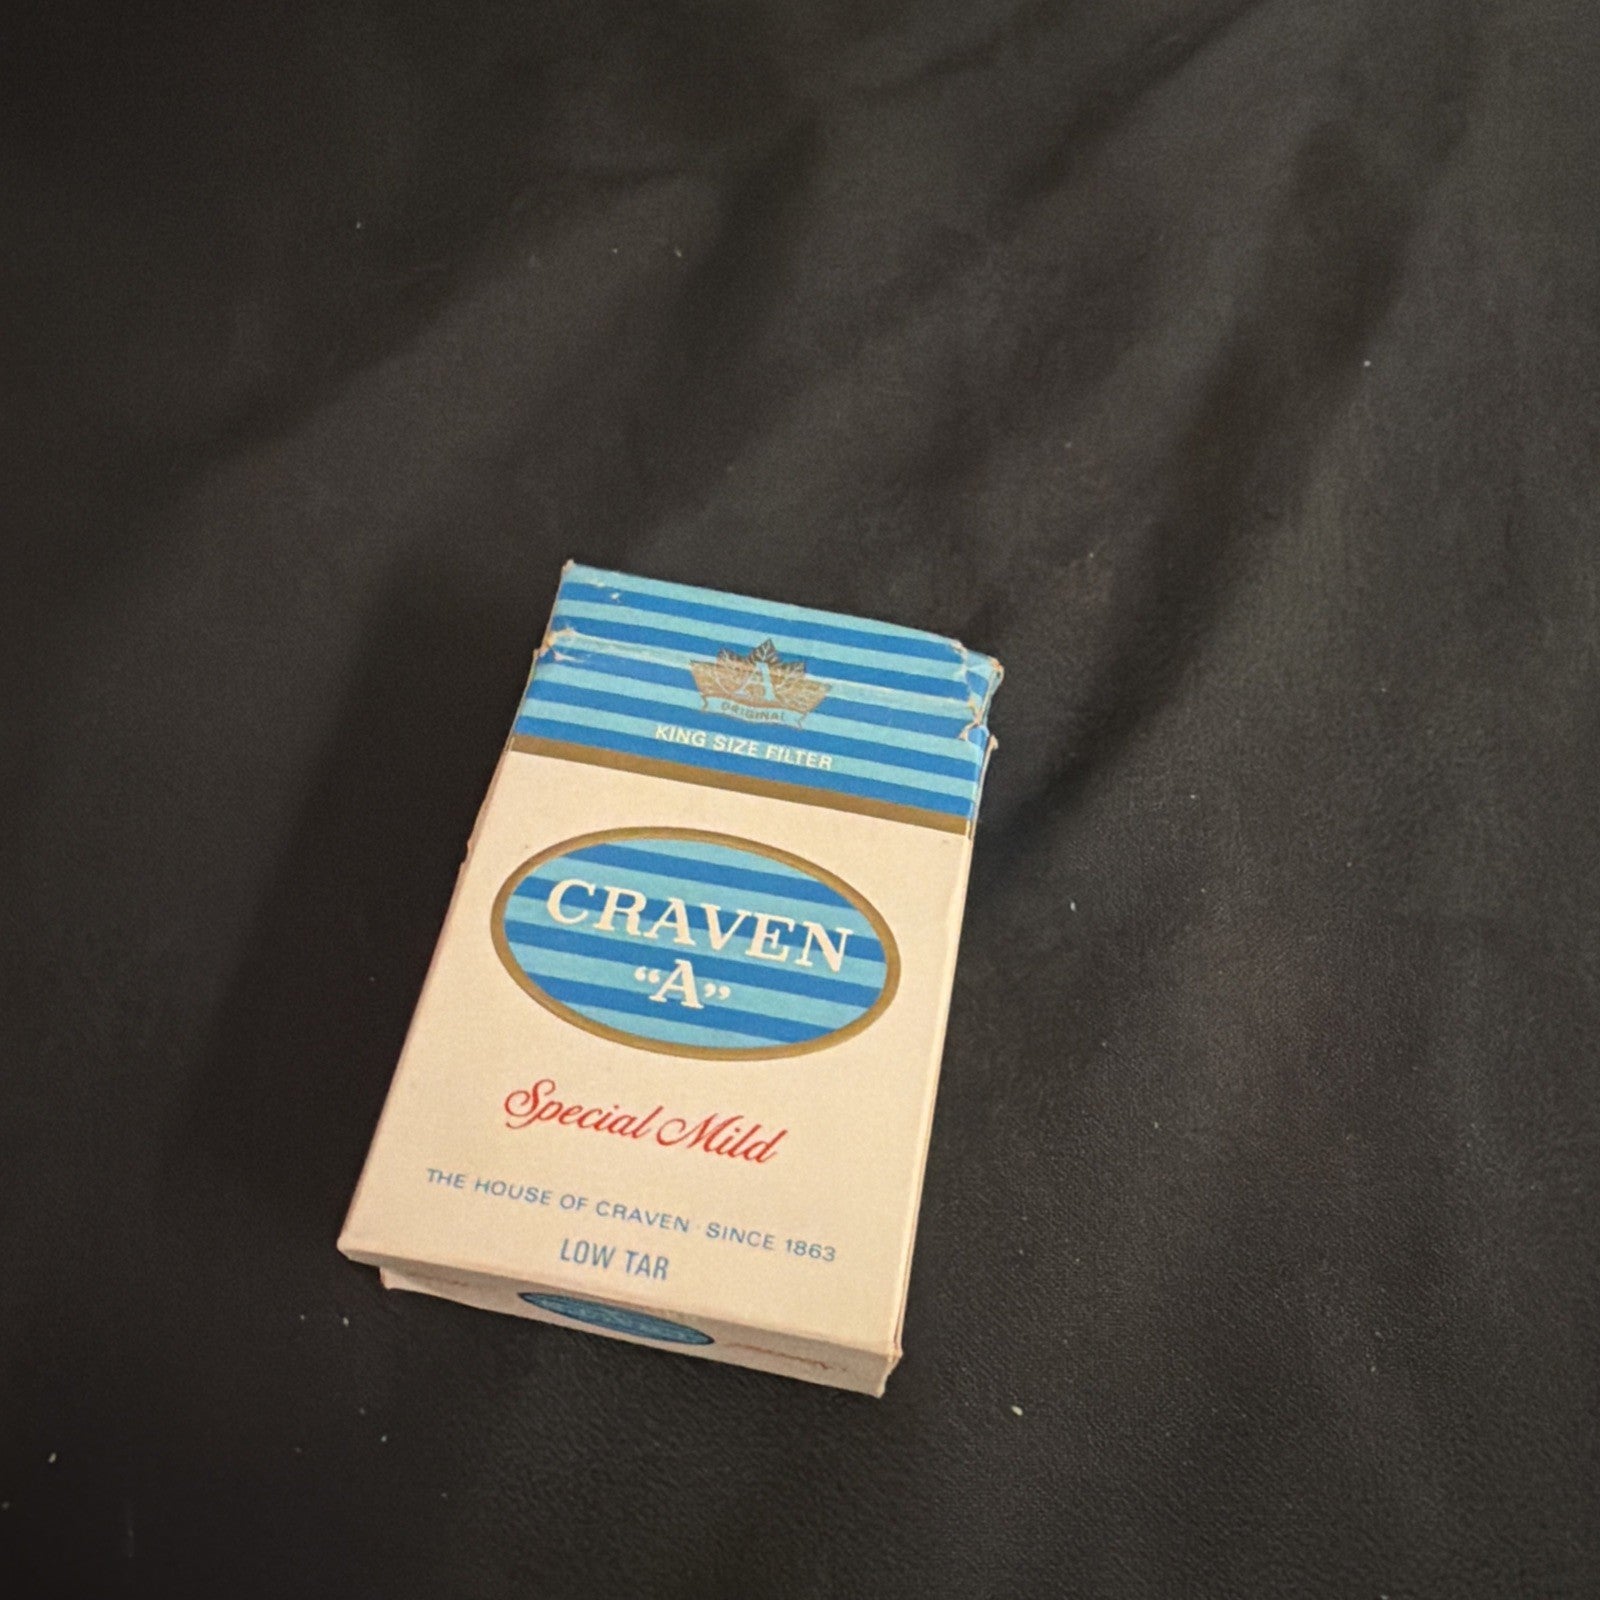 A
ORIGINAL
KING SIZE FILTER
CRAVEN
“A”
Special Mild
THE HOUSE OF CRAVEN · SINCE 1863
LOW TAR